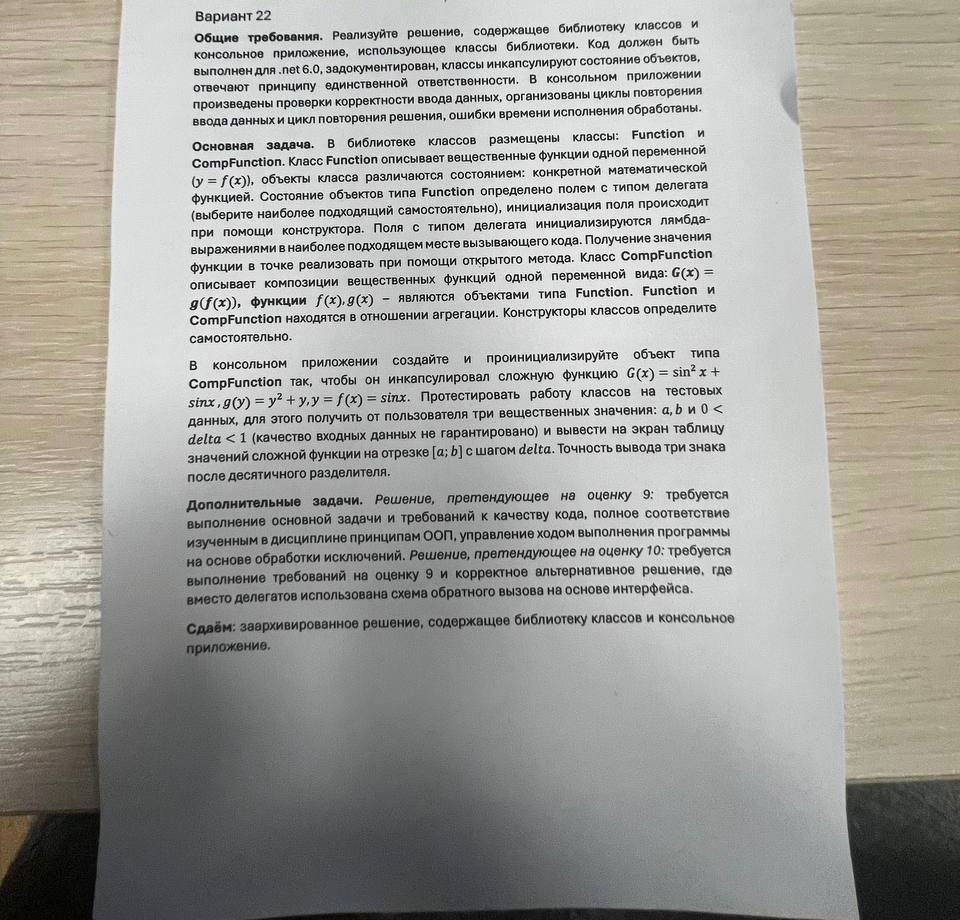 Вариант 22
Общие требования. Реализуйте решение, содержащее библиотеку классов и
консольное приложение, использующее классы библиотеки. Код должен быть
выполнен для .net 6.0, задокументирован, классы инкапсулируют состояние объектов,
отвечают принципу единственной ответственности. В консольном приложении
произведены проверки корректности ввода данных, организованы циклы повторения
ввода данных и цикл повторения решения, ошибки времени исполнения обработаны.
Основная задача. В библиотеке классов размещены классы: Function и
CompFunction. Класс Function описывает вещественные функции одной переменной
(y = f(x)), объекты класса различаются состоянием: конкретной математической
функцией. Состояние объектов типа Function определено полем с типом делегата
(выберите наиболее подходящий самостоятельно), инициализация поля происходит
при помощи конструктора. Поля с типом делегата инициализируются лямбда-
выражениями в наиболее подходящем месте вызывающего кода. Получение значения
функции в точке реализовать при помощи открытого метода. Класс CompFunction
описывает композиции вещественных функций одной переменной вида: G(x) =
g(f(x)), функции f(x), g(x) – являются объектами типа Function. Function и
CompFunction находятся в отношении агрегации. Конструкторы классов определите
самостоятельно.
В консольном приложении создайте и проинициализируйте объект типа
CompFunction так, чтобы он инкапсулировал сложную функцию G(x) = sin² x +
sinx , g(y) = y² + y, y = f(x) = sinx. Протестировать работу классов на тестовых
данных, для этого получить от пользователя три вещественных значения: a, b и 0 <
delta < 1 (качество входных данных не гарантировано) и вывести на экран таблицу
значений сложной функции на отрезке [a; b] с шагом delta. Точность вывода три знака
после десятичного разделителя.
Дополнительные задачи. Решение, претендующее на оценку 9: требуется
выполнение основной задачи и требований к качеству кода, полное соответствие
изученным в дисциплине принципам ООП, управление ходом выполнения программы
на основе обработки исключений. Решение, претендующее на оценку 10: требуется
выполнение требований на оценку 9 и корректное альтернативное решение, где
вместо делегатов использована схема обратного вызова на основе интерфейса.
Сдаём: заархивированное решение, содержащее библиотеку классов и консольное
приложение.